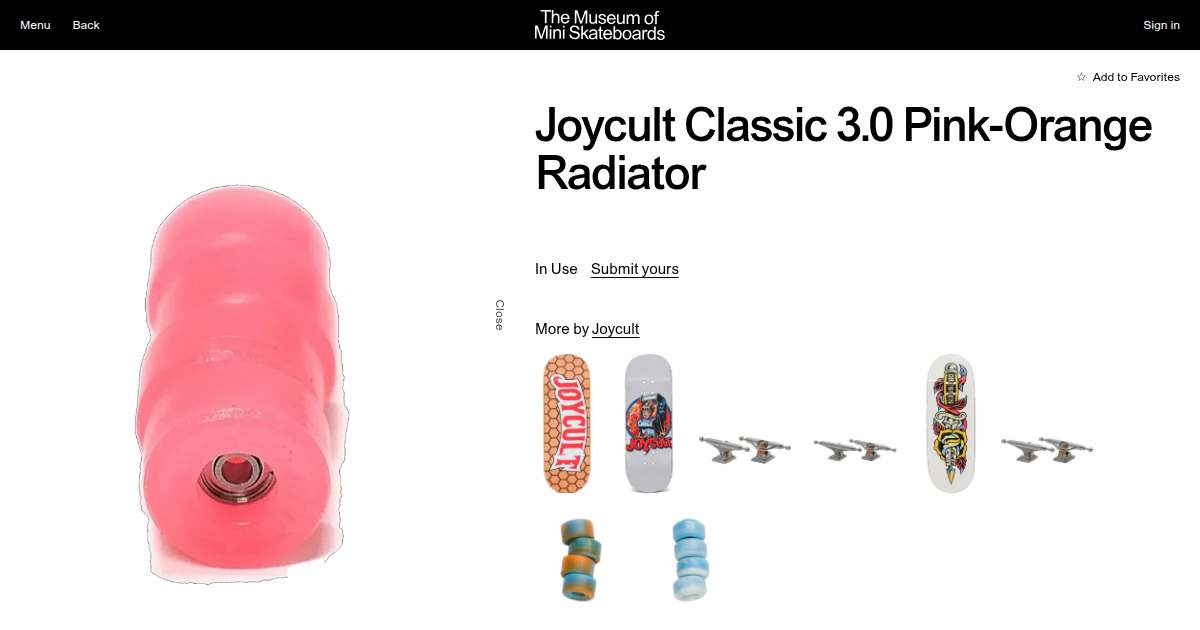 Menu
Back
The Museum of
Mini Skateboards
Sign in
☆ Add to Favorites
Joycult Classic 3.0 Pink-Orange
Radiator
In Use
Submit yours
Close
More by Joycult
JOYCULT
JOYCULT